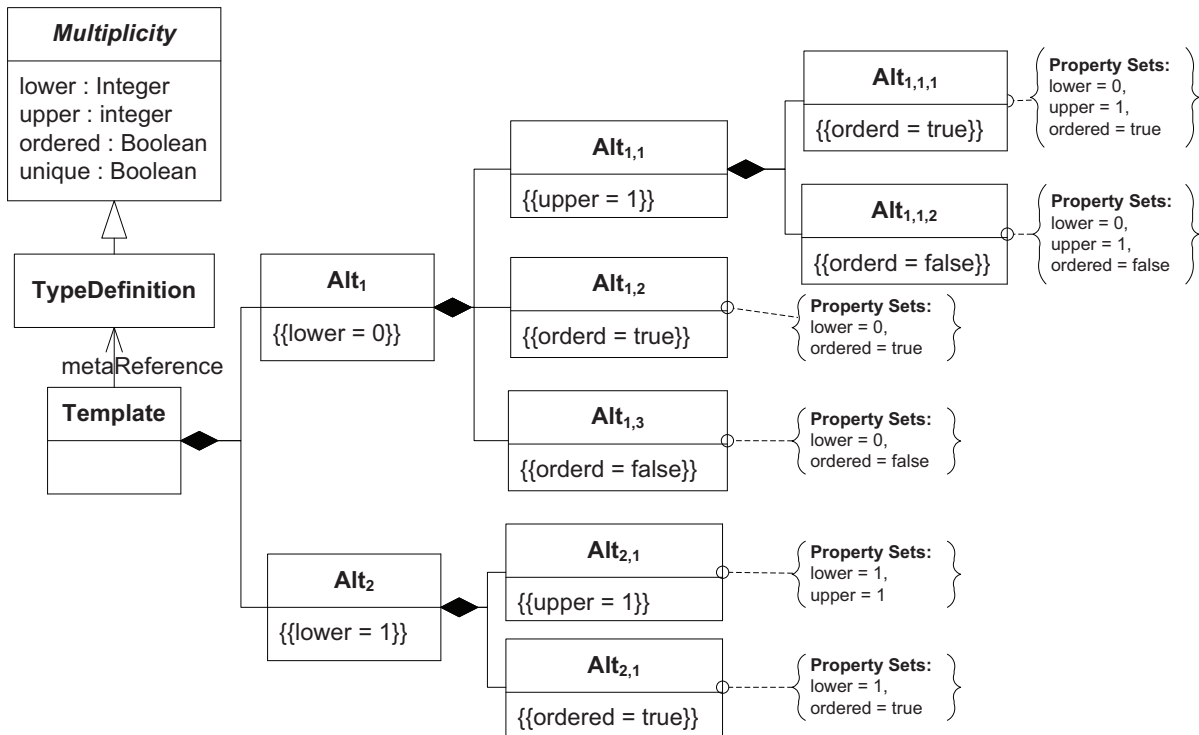 Multiplicity
lower : Integer
upper : integer
ordered : Boolean
unique : Boolean
TypeDefinition
metaReference
Template
Alt1
{{lower = 0}}
Alt2
{{lower = 1}}
Alt1,1
{{upper = 1}}
Alt1,2
{{orderd = true}}
Alt1,3
{{orderd = false}}
Alt2,1
{{upper = 1}}
Alt2,1
{{ordered = true}}
Alt1,1,1
{{orderd = true}}
Alt1,1,2
{{orderd = false}}
Property Sets:
lower = 0,
upper = 1,
ordered = true
Property Sets:
lower = 0,
upper = 1,
ordered = false
Property Sets:
lower = 0,
ordered = true
Property Sets:
lower = 0,
ordered = false
Property Sets:
lower = 1,
upper = 1
Property Sets:
lower = 1,
ordered = true